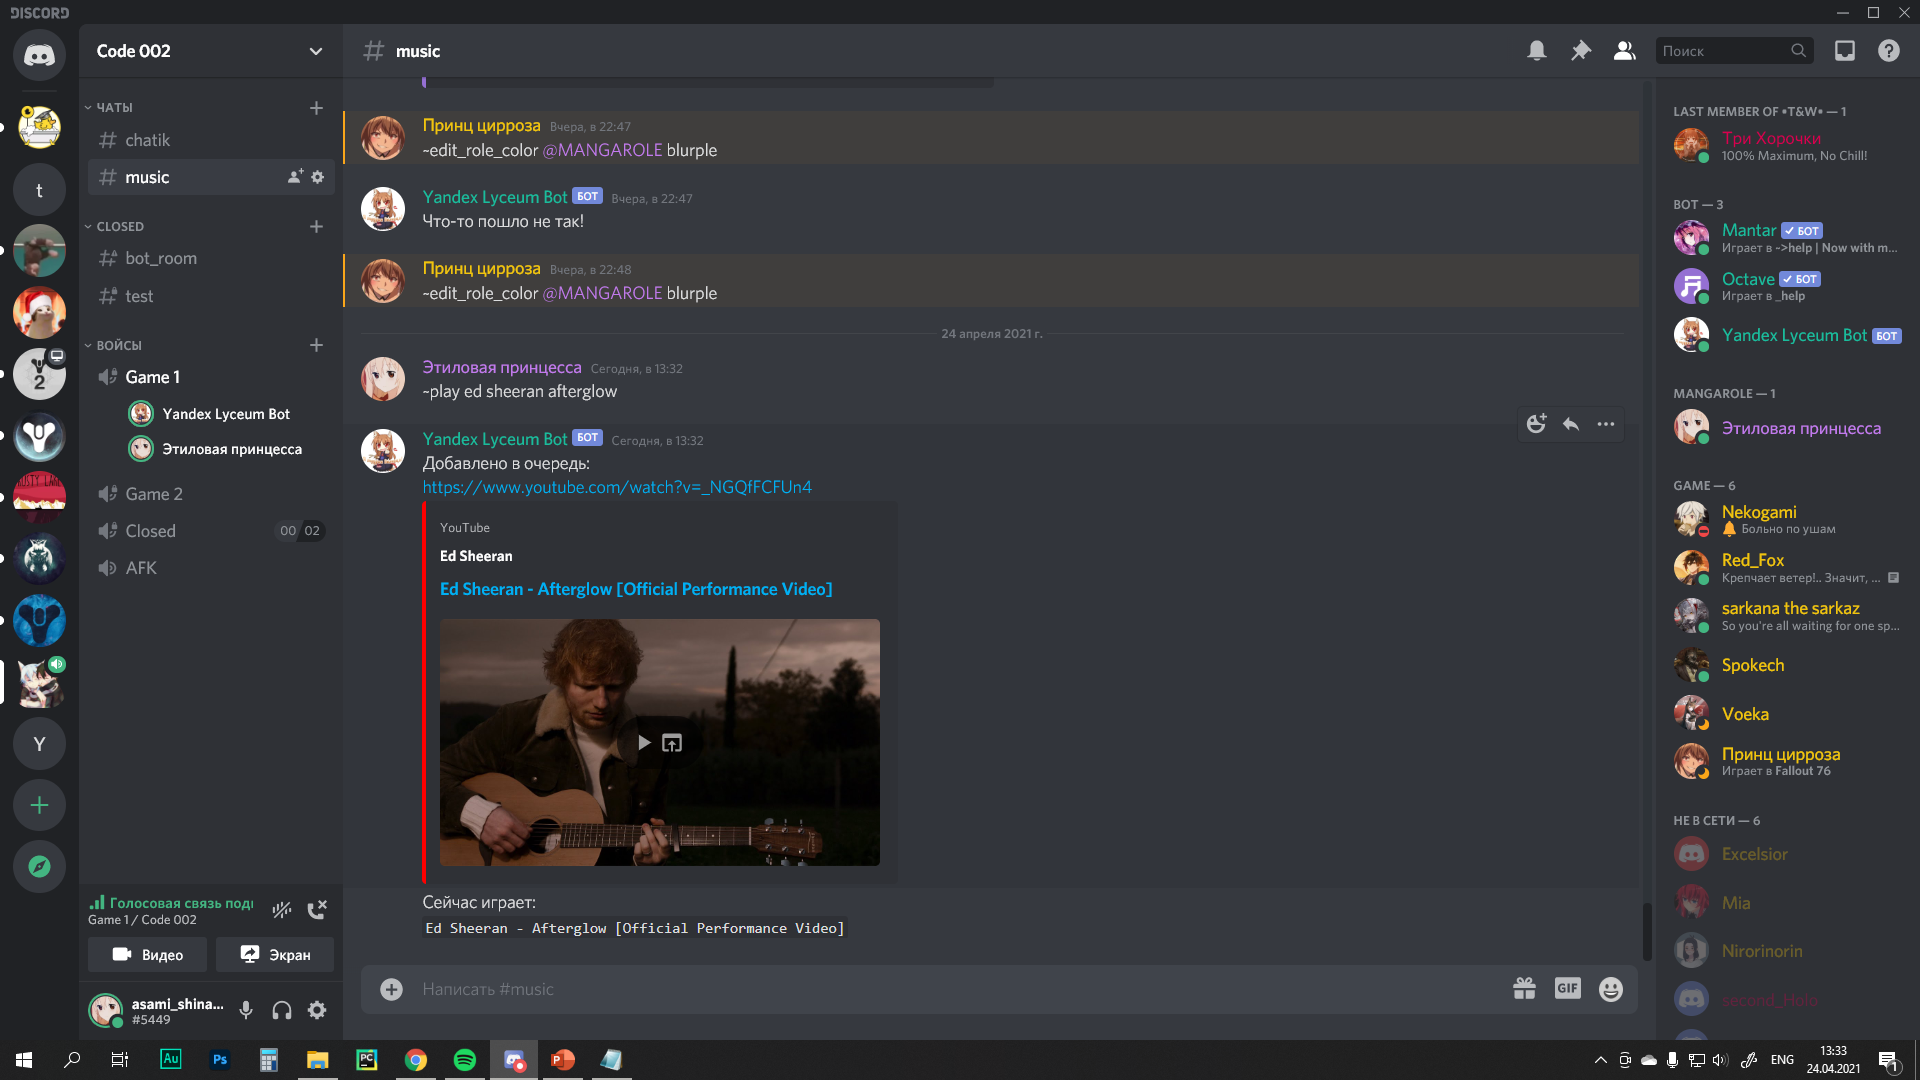 DISCORD
Code 002
ЧАТЫ
chatik
music
CLOSED
bot_room
test
ВОЙСЫ
Game 1
Yandex Lyceum Bot
Этиловая принцесса
Game 2
Closed
00 02
AFK
t
2
Y
Голосовая связь подк
Game 1 / Code 002
Видео
Экран
asami_shina...
#5449
music
Поиск
Принц цирроза Вчера, в 22:47
~edit_role_color @MANGAROLE blurple
Yandex Lyceum Bot БОТ Вчера, в 22:47
Что-то пошло не так!
Принц цирроза Вчера, в 22:48
~edit_role_color @MANGAROLE blurple
24 апреля 2021 г.
Этиловая принцесса Сегодня, в 13:32
~play ed sheeran afterglow
Yandex Lyceum Bot БОТ Сегодня, в 13:32
Добавлено в очередь:
https://www.youtube.com/watch?v=_NGQfFCFUn4
YouTube
Ed Sheeran
Ed Sheeran - Afterglow [Official Performance Video]
Сейчас играет:
Ed Sheeran - Afterglow [Official Performance Video]
Написать #music
GIF
LAST MEMBER OF •T&W• — 1
Три Хорочки
100% Maximum, No Chill!
БОТ — 3
Mantar БОТ
Играет в ->help | Now with m...
Octave БОТ
Играет в _help
Yandex Lyceum Bot БОТ
MANGAROLE — 1
Этиловая принцесса
GAME — 6
Nekogami
Больно по ушам
Red_Fox
Крепчает ветер!.. Значит, ...
sarkana the sarkaz
So you're all waiting for one sp...
Spokech
Voeka
Принц цирроза
Играет в Fallout 76
НЕ В СЕТИ — 6
Excelsior
Mia
Nirorinorin
second_Holo
Au
Ps
PC
P
ENG
13:33
24.04.2021
1